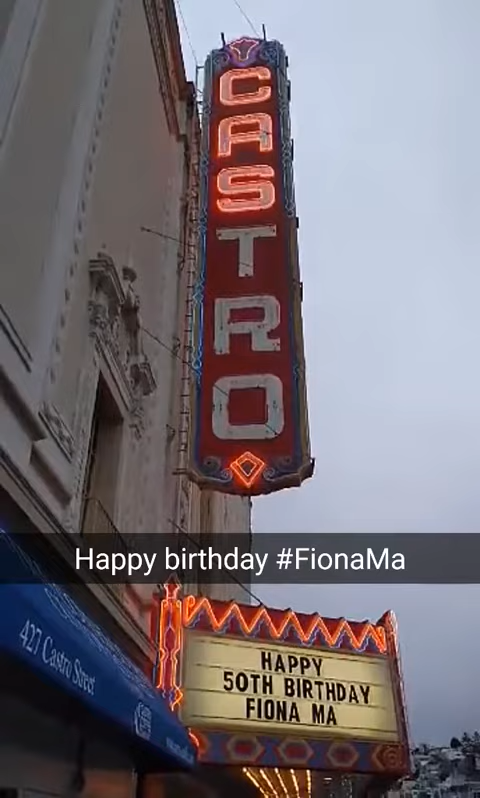 CASTRO
Happy birthday #FionaMa
427 Castro Street
HAPPY
50TH BIRTHDAY
FIONA MA